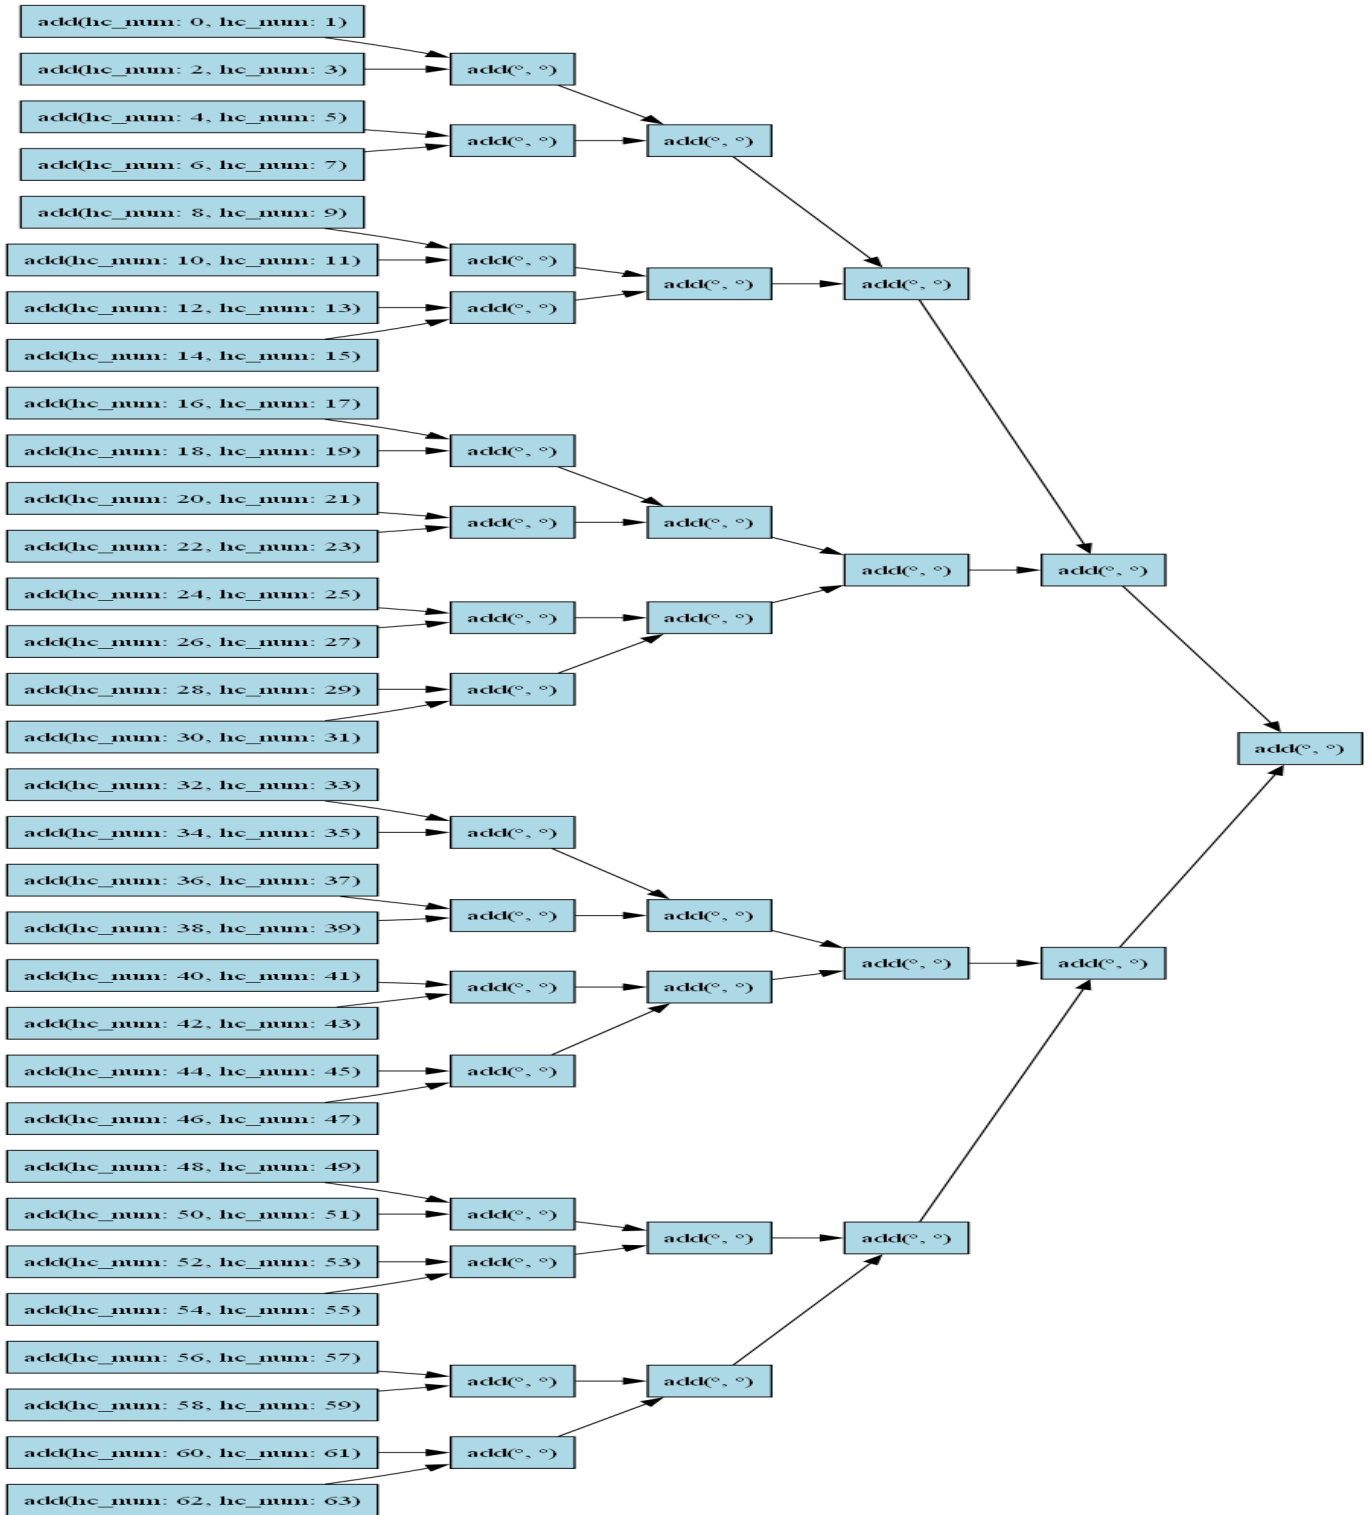 add(hc_num: 0, hc_num: 1)
add(hc_num: 2, hc_num: 3)
add(°, °)
add(hc_num: 4, hc_num: 5)
add(°, °)
add(°, °)
add(hc_num: 6, hc_num: 7)
add(hc_num: 8, hc_num: 9)
add(hc_num: 10, hc_num: 11)
add(°, °)
add(°, °)
add(°, °)
add(hc_num: 12, hc_num: 13)
add(°, °)
add(hc_num: 14, hc_num: 15)
add(hc_num: 16, hc_num: 17)
add(hc_num: 18, hc_num: 19)
add(°, °)
add(hc_num: 20, hc_num: 21)
add(°, °)
add(°, °)
add(hc_num: 22, hc_num: 23)
add(°, °)
add(°, °)
add(hc_num: 24, hc_num: 25)
add(°, °)
add(°, °)
add(hc_num: 26, hc_num: 27)
add(hc_num: 28, hc_num: 29)
add(°, °)
add(hc_num: 30, hc_num: 31)
add(°, °)
add(hc_num: 32, hc_num: 33)
add(hc_num: 34, hc_num: 35)
add(°, °)
add(hc_num: 36, hc_num: 37)
add(°, °)
add(°, °)
add(hc_num: 38, hc_num: 39)
add(°, °)
add(°, °)
add(hc_num: 40, hc_num: 41)
add(°, °)
add(°, °)
add(hc_num: 42, hc_num: 43)
add(hc_num: 44, hc_num: 45)
add(°, °)
add(hc_num: 46, hc_num: 47)
add(hc_num: 48, hc_num: 49)
add(hc_num: 50, hc_num: 51)
add(°, °)
add(°, °)
add(°, °)
add(hc_num: 52, hc_num: 53)
add(°, °)
add(hc_num: 54, hc_num: 55)
add(hc_num: 56, hc_num: 57)
add(°, °)
add(°, °)
add(hc_num: 58, hc_num: 59)
add(hc_num: 60, hc_num: 61)
add(°, °)
add(hc_num: 62, hc_num: 63)